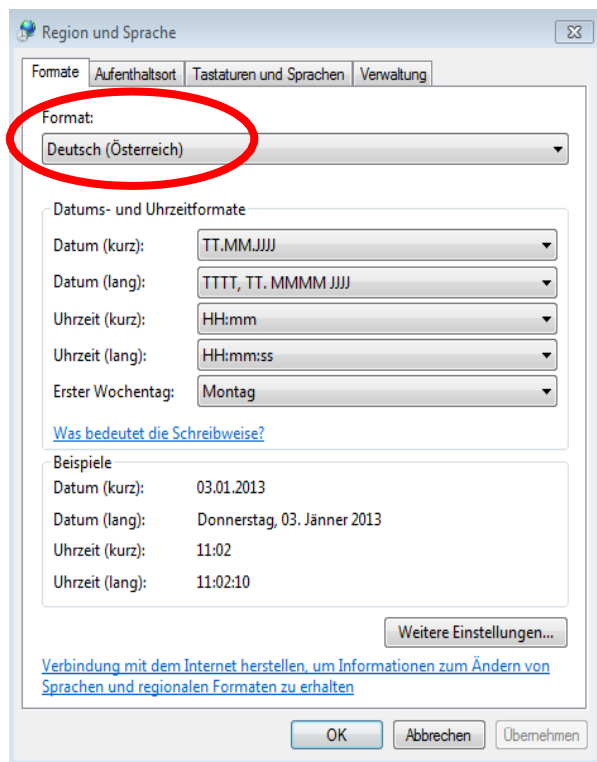 Region und Sprache
Formate Aufenthaltsort Tastaturen und Sprachen Verwaltung
Format:
Deutsch (Österreich)
Datums- und Uhrzeitformate
Datum (kurz): TT.MM.JJJJ
Datum (lang): TTTT, TT. MMMM JJJJ
Uhrzeit (kurz): HH:mm
Uhrzeit (lang): HH:mm:ss
Erster Wochentag: Montag
Was bedeutet die Schreibweise?
Beispiele
Datum (kurz): 03.01.2013
Datum (lang): Donnerstag, 03. Jänner 2013
Uhrzeit (kurz): 11:02
Uhrzeit (lang): 11:02:10
Weitere Einstellungen...
Verbindung mit dem Internet herstellen, um Informationen zum Ändern von
Sprachen und regionalen Formaten zu erhalten
OK Abbrechen Übernehmen